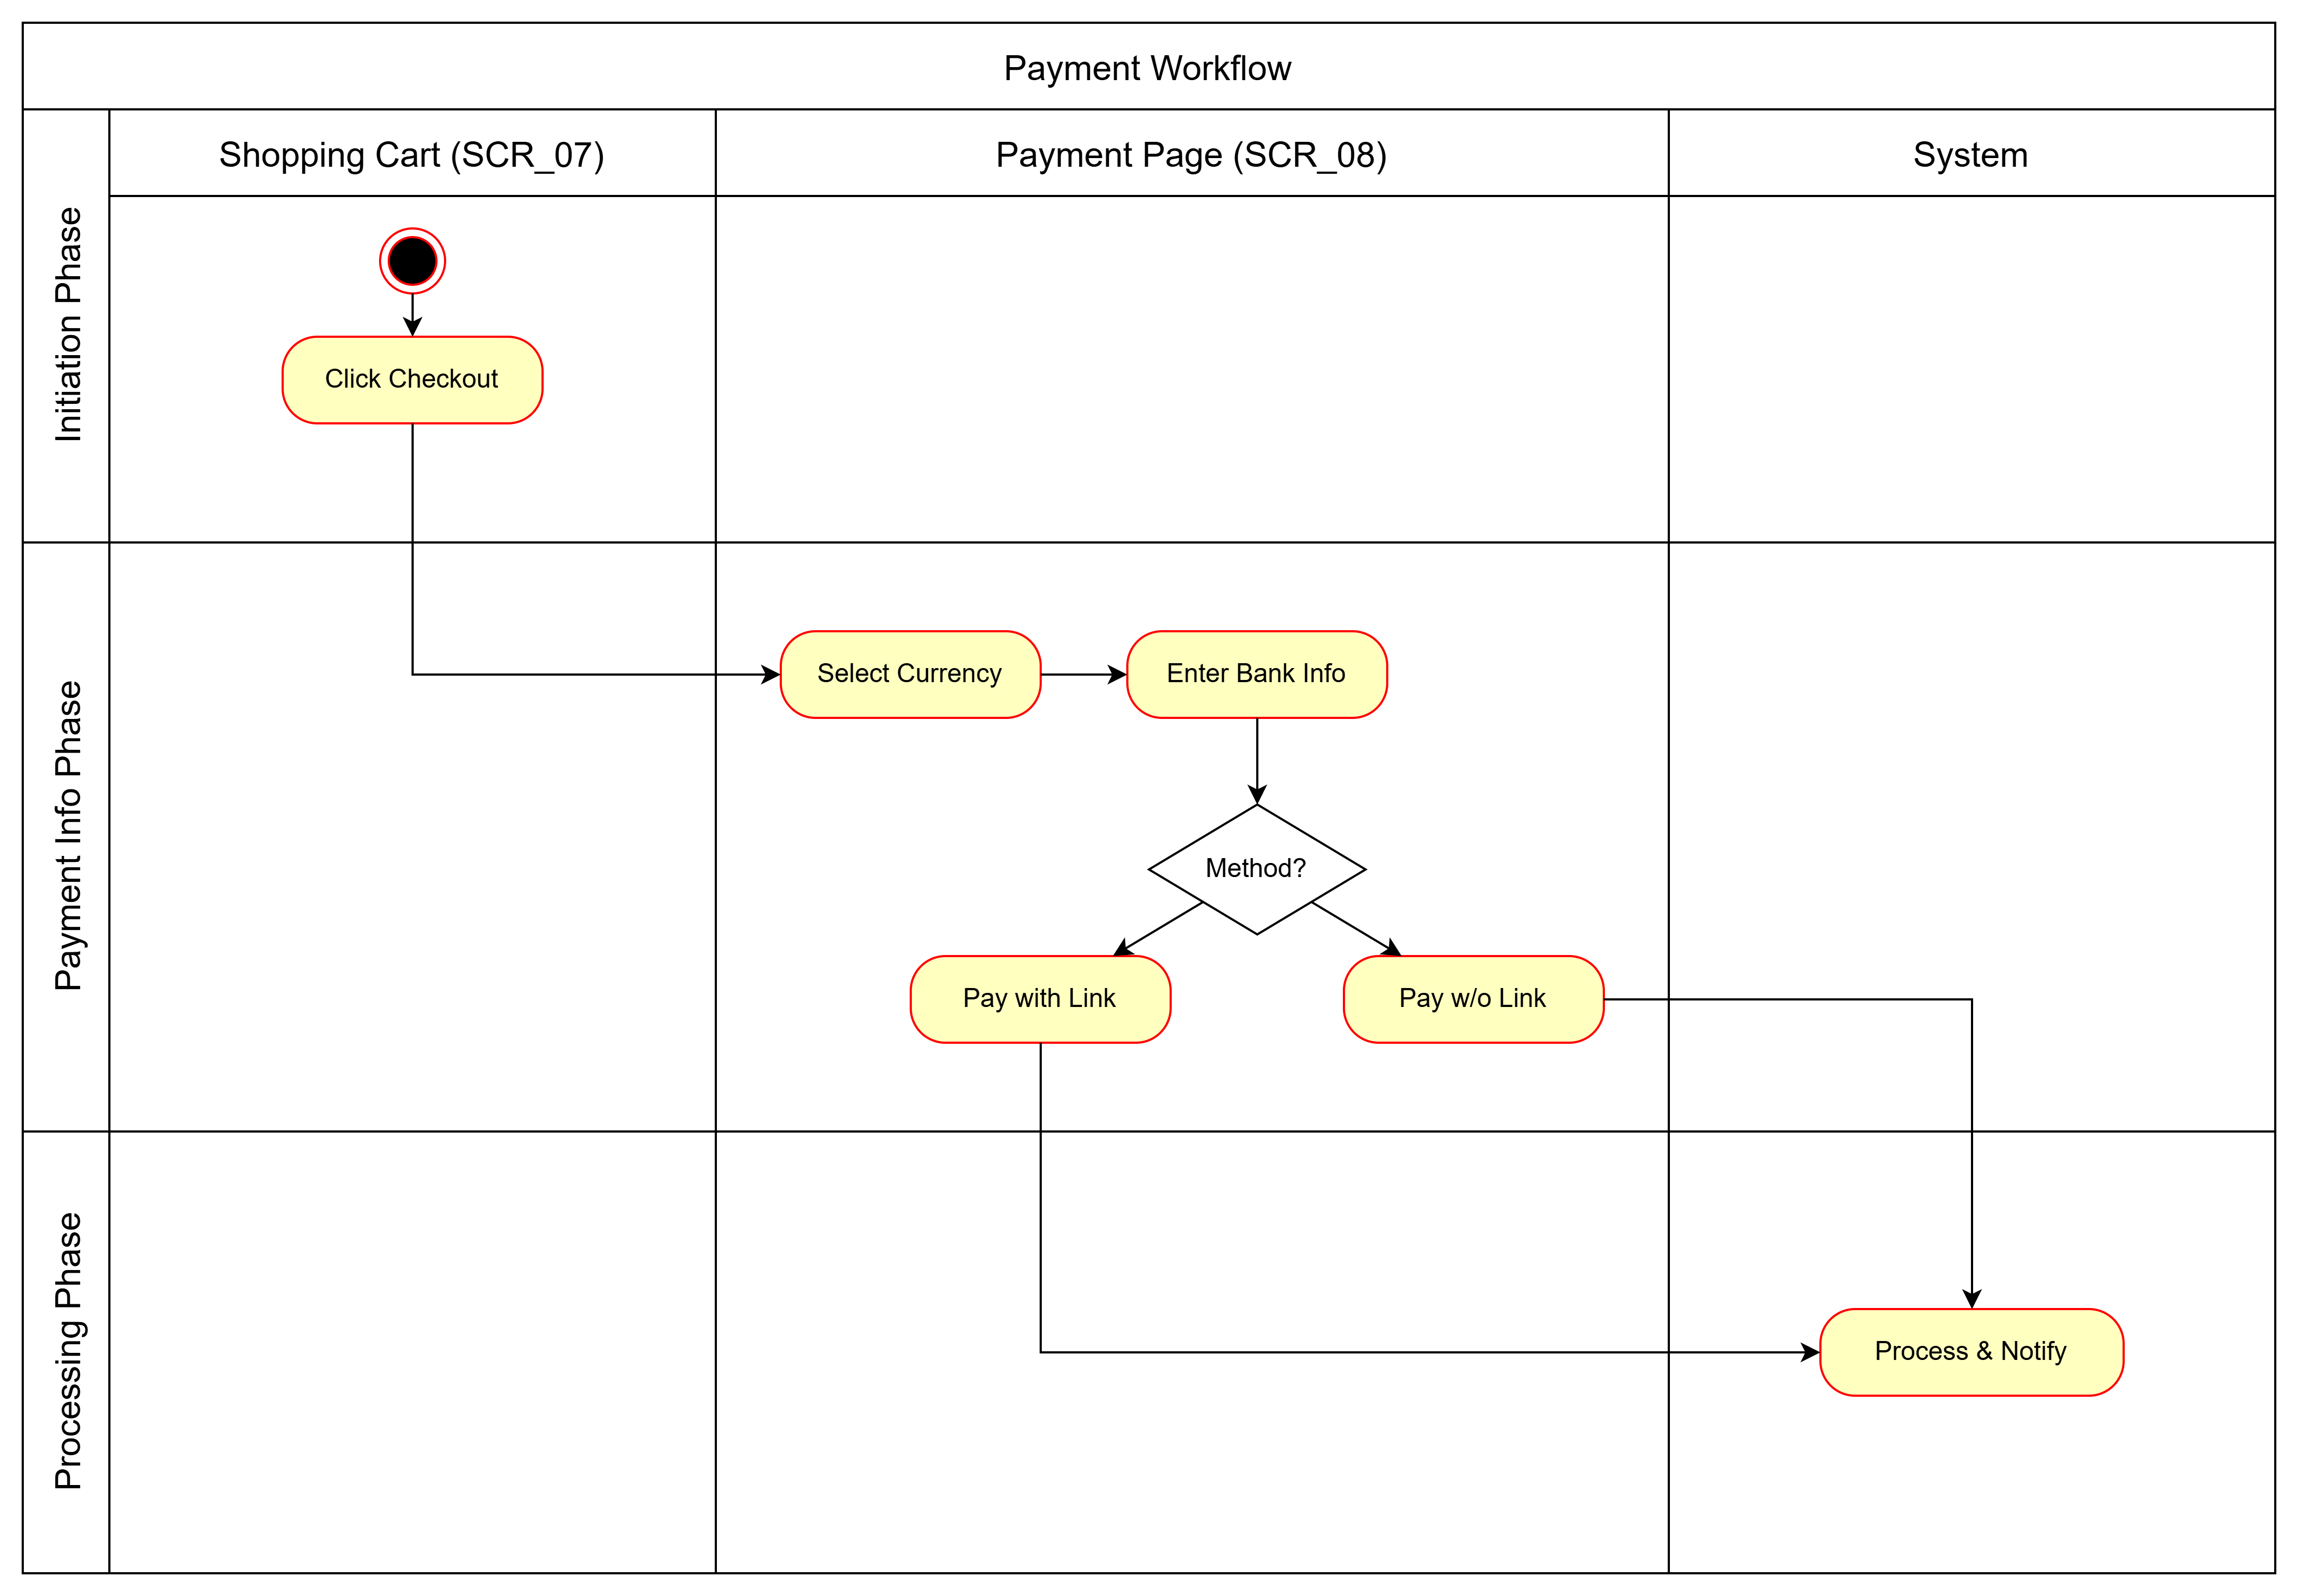 Payment Workflow
Shopping Cart (SCR_07)
Payment Page (SCR_08)
System
Initiation Phase
Click Checkout
Payment Info Phase
Select Currency
Enter Bank Info
Method?
Pay with Link
Pay w/o Link
Processing Phase
Process & Notify